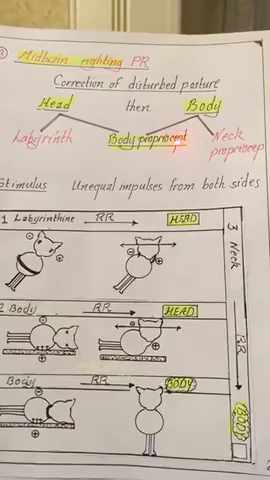 Midbrain righting PR
Correction of disturbed posture
Head then Body
Labyrinth Body propriocept Neck propriocep
Stimulus Unequal impulses from both sides
1 Labyrinthine RR HEAD
3 Neck RR BODY
2 Body RR HEAD
Body RR BODY